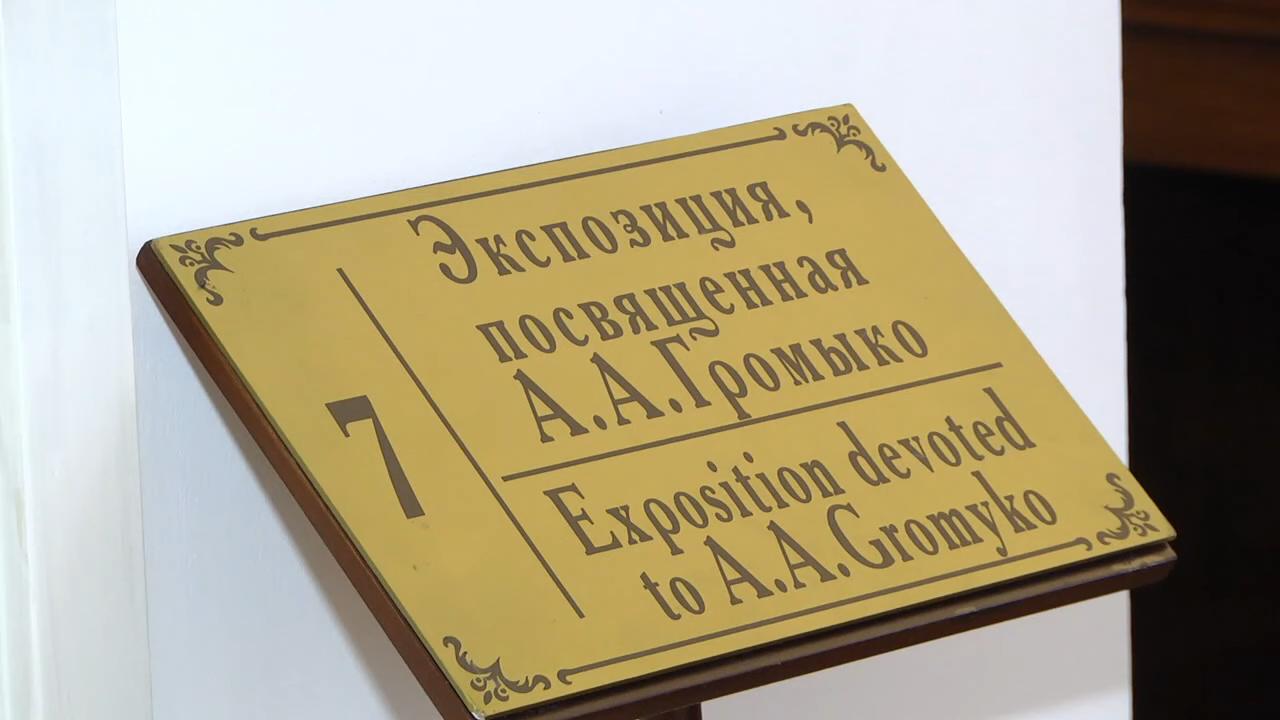 7
Экспозиция,
посвященная
А.А.Громыко
Exposition devoted
to A.A.Gromyko